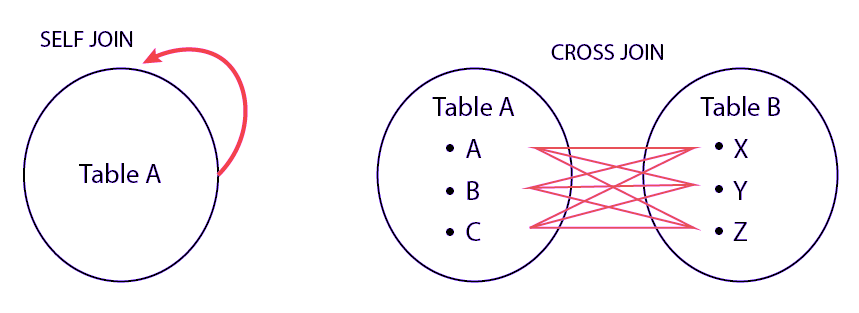 SELF JOIN
Table A
CROSS JOIN
Table A
• A
• B
• C
Table B
• X
• Y
• Z